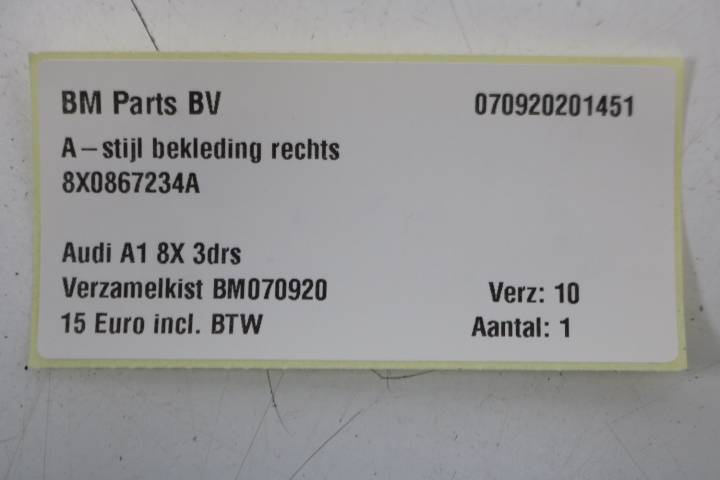 BM Parts BV 070920201451
A-stijl bekleding rechts
8X0867234A
Audi A1 8X 3drs
Verzamelkist BM070920 Verz: 10
15 Euro incl. BTW Aantal: 1